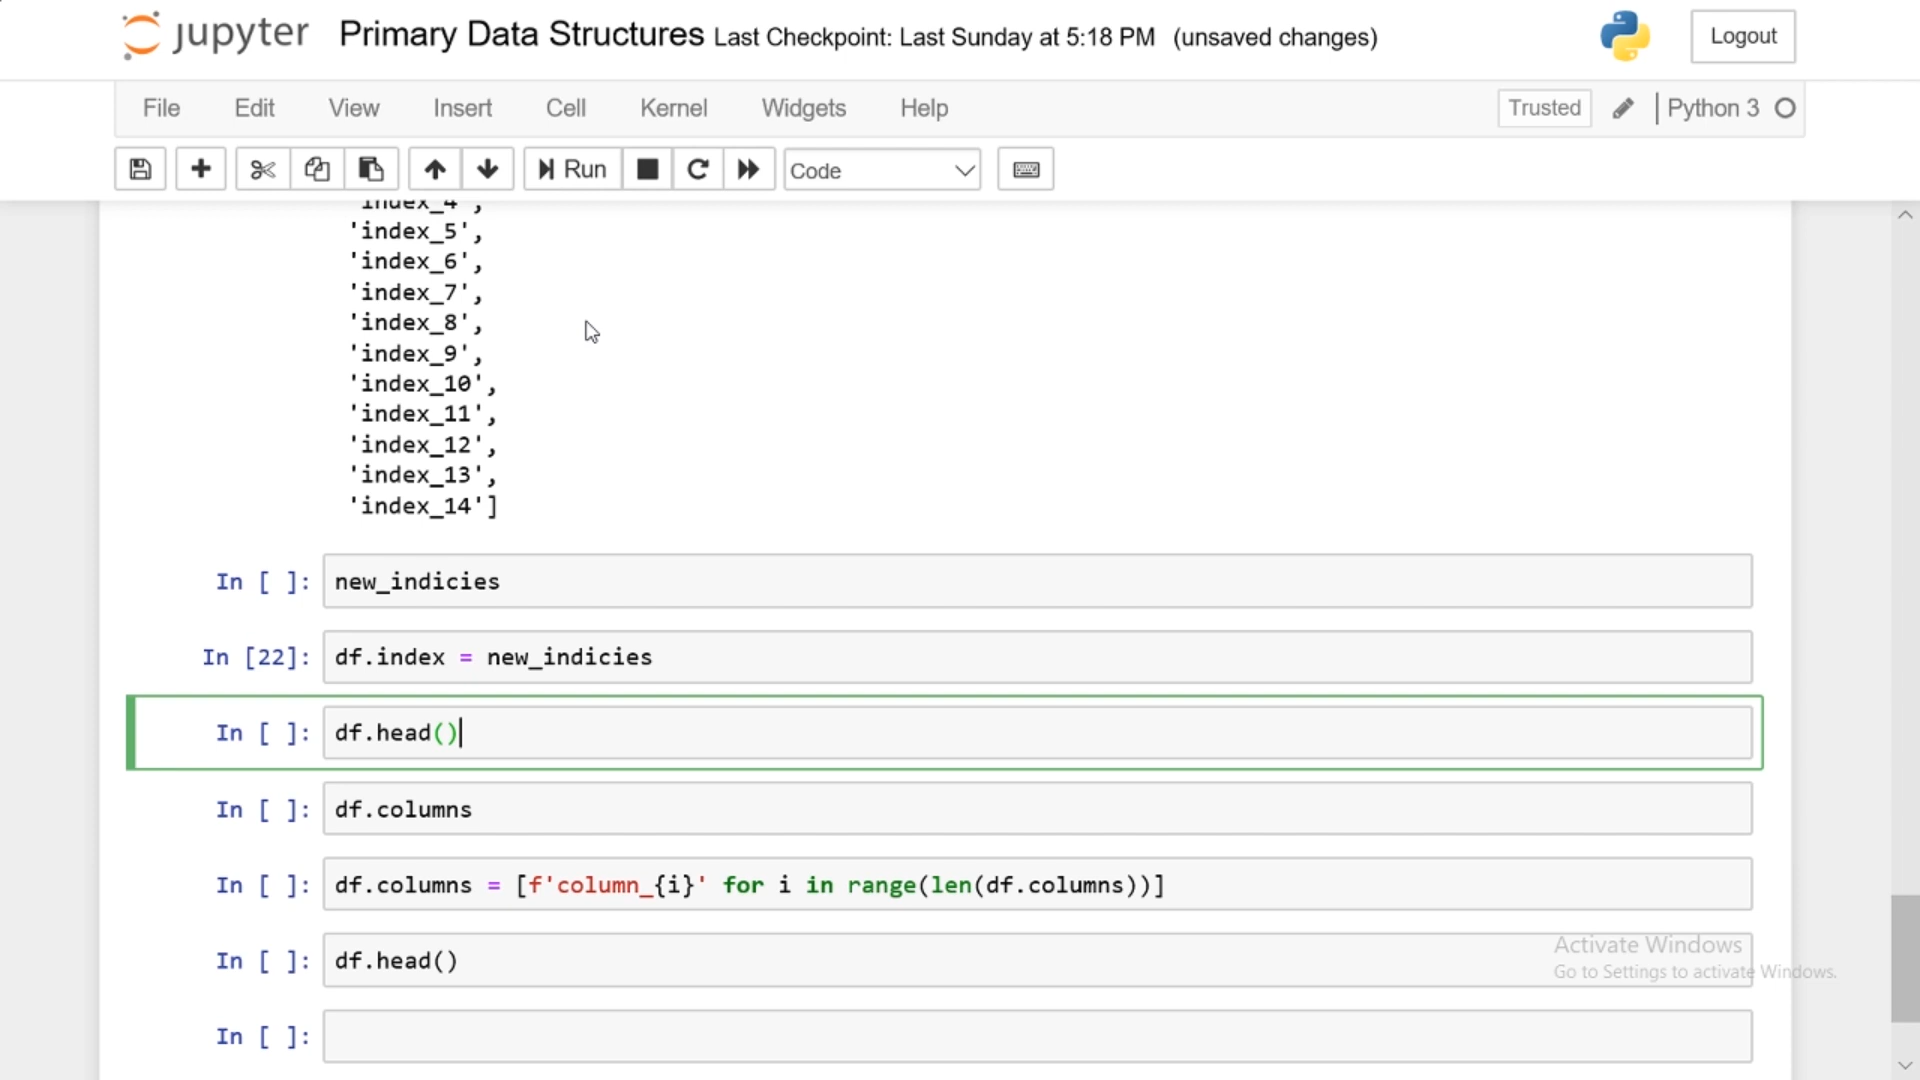 jupyter Primary Data Structures Last Checkpoint: Last Sunday at 5:18 PM (unsaved changes) Logout
File Edit View Insert Cell Kernel Widgets Help Trusted Python 3
Run Code
'index_4',
'index_5',
'index_6',
'index_7',
'index_8',
'index_9',
'index_10',
'index_11',
'index_12',
'index_13',
'index_14']
In [ ]: new_indicies
In [22]: df.index = new_indicies
In [ ]: df.head()
In [ ]: df.columns
In [ ]: df.columns = [f'column_{i}' for i in range(len(df.columns))]
In [ ]: df.head()
Activate Windows
Go to Settings to activate Windows.
In [ ]: